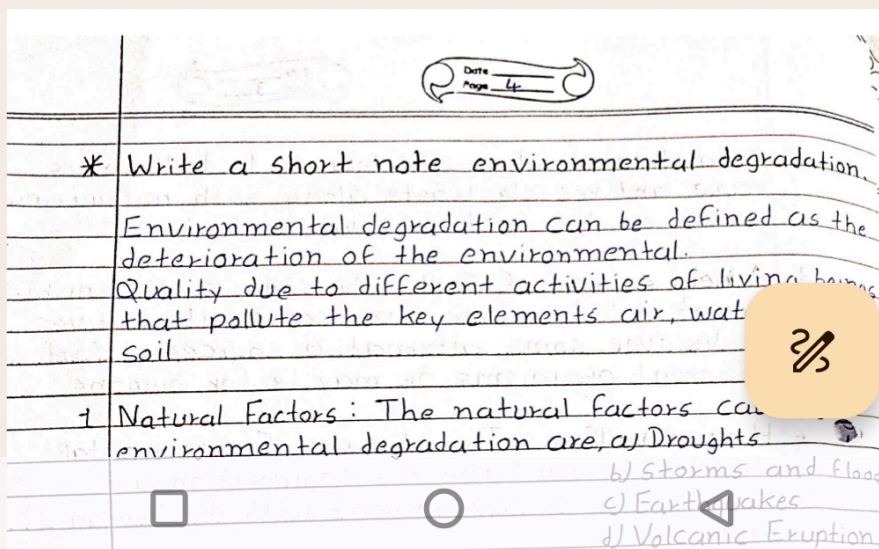 Date
Page 4
* Write a short note environmental degradation.
Environmental degradation can be defined as the
deterioration of the environmental.
Quality due to different activities of living beings
that pollute the key elements air,
soil.
1 Natural Factors : The natural factors
environmental degradation are, a) Droughts
b) Storms and
c) Earthquakes
d) Volcanic Eruption